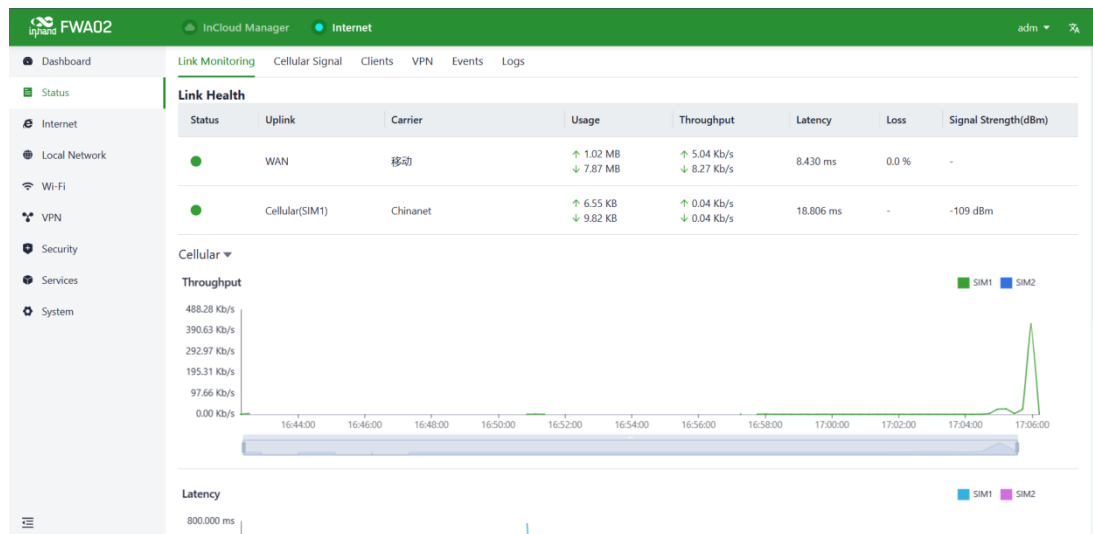 inhand FWA02 InCloud Manager Internet adm
Dashboard
Status
Internet
Local Network
Wi-Fi
VPN
Security
Services
System
Link Monitoring Cellular Signal Clients VPN Events Logs
Link Health
Status Uplink Carrier Usage Throughput Latency Loss Signal Strength(dBm)
WAN 移动 ↑ 1.02 MB ↑ 5.04 Kb/s 8.430 ms 0.0 % -
↓ 7.87 MB ↓ 8.27 Kb/s
Cellular(SIM1) Chinanet ↑ 6.55 KB ↑ 0.04 Kb/s 18.806 ms - -109 dBm
↓ 9.82 KB ↓ 0.04 Kb/s
Cellular
Throughput SIM1 SIM2
488.28 Kb/s
390.63 Kb/s
292.97 Kb/s
195.31 Kb/s
97.66 Kb/s
0.00 Kb/s
16:44:00 16:46:00 16:48:00 16:50:00 16:52:00 16:54:00 16:56:00 16:58:00 17:00:00 17:02:00 17:04:00 17:06:00
Latency SIM1 SIM2
800.000 ms